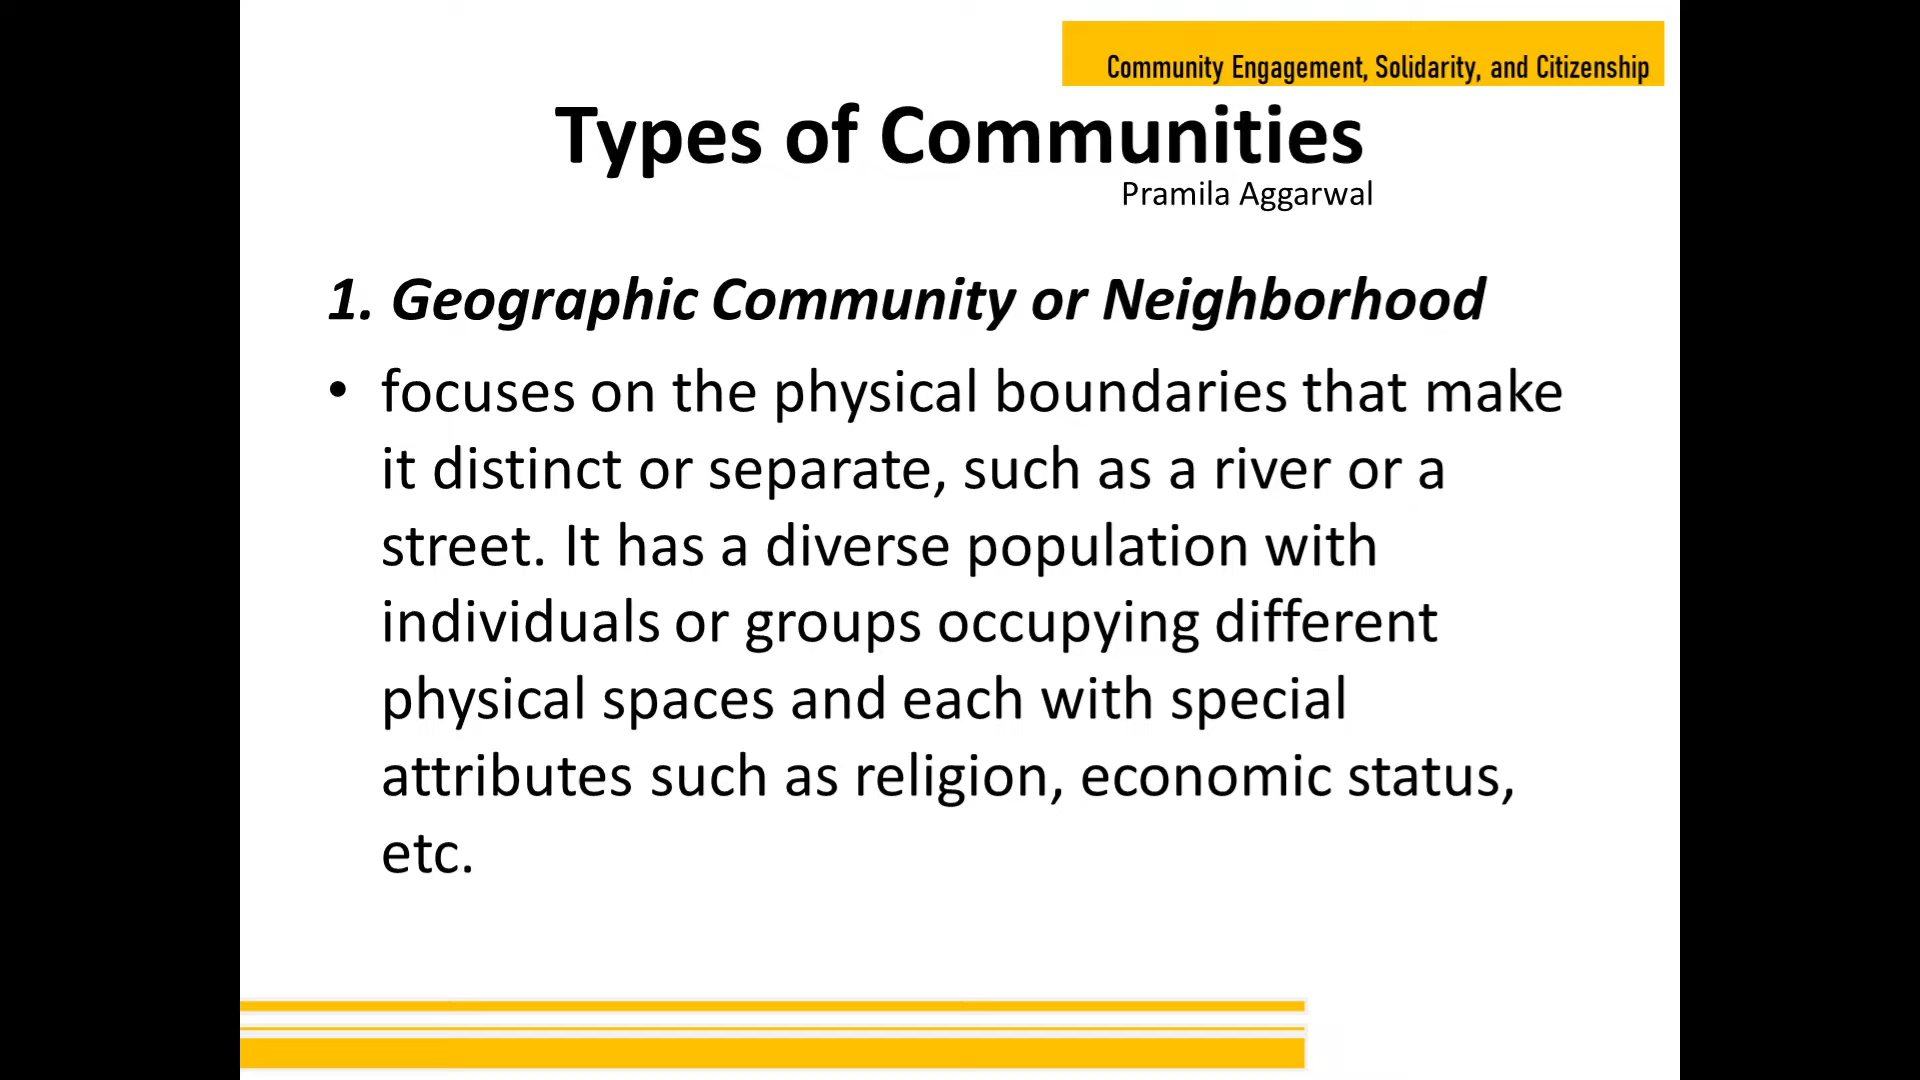 Community Engagement, Solidarity, and Citizenship
Types of Communities
Pramila Aggarwal
1. Geographic Community or Neighborhood
• focuses on the physical boundaries that make
it distinct or separate, such as a river or a
street. It has a diverse population with
individuals or groups occupying different
physical spaces and each with special
attributes such as religion, economic status,
etc.